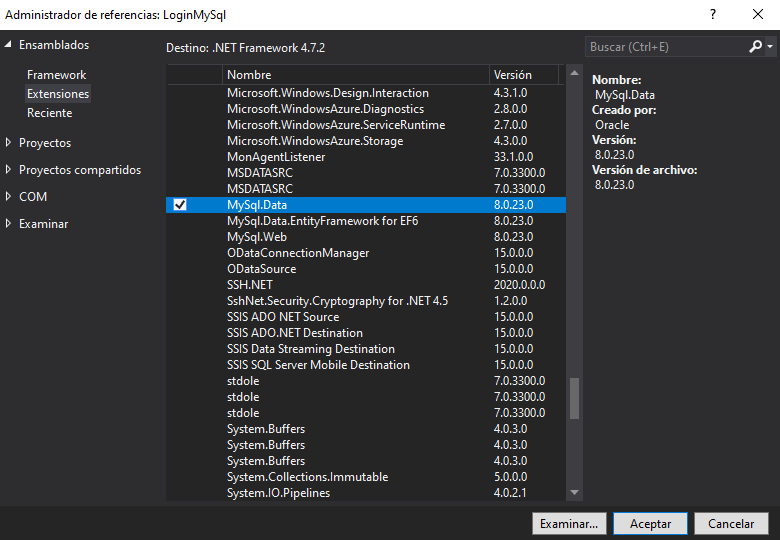 Administrador de referencias: LoginMySql
Ensamblados
Framework
Extensiones
Reciente
Proyectos
Proyectos compartidos
COM
Examinar
Destino: .NET Framework 4.7.2
Nombre Versión
Microsoft.Windows.Design.Interaction 4.3.1.0
Microsoft.WindowsAzure.Diagnostics 2.8.0.0
Microsoft.WindowsAzure.ServiceRuntime 2.7.0.0
Microsoft.WindowsAzure.Storage 4.3.0.0
MonAgentListener 33.1.0.0
MSDATASRC 7.0.3300.0
MSDATASRC 7.0.3300.0
MySql.Data 8.0.23.0
MySql.Data.EntityFramework for EF6 8.0.23.0
MySql.Web 8.0.23.0
ODataConnectionManager 15.0.0.0
ODataSource 15.0.0.0
SSH.NET 2020.0.0.0
SshNet.Security.Cryptography for .NET 4.5 1.2.0.0
SSIS ADO NET Source 15.0.0.0
SSIS ADO.NET Destination 15.0.0.0
SSIS Data Streaming Destination 15.0.0.0
SSIS SQL Server Mobile Destination 15.0.0.0
stdole 7.0.3300.0
stdole 7.0.3300.0
stdole 7.0.3300.0
System.Buffers 4.0.3.0
System.Buffers 4.0.3.0
System.Buffers 4.0.3.0
System.Collections.Immutable 5.0.0.0
System.IO.Pipelines 4.0.2.1
Buscar (Ctrl+E)
Nombre:
MySql.Data
Creado por:
Oracle
Versión:
8.0.23.0
Versión de archivo:
8.0.23.0
Examinar... Aceptar Cancelar